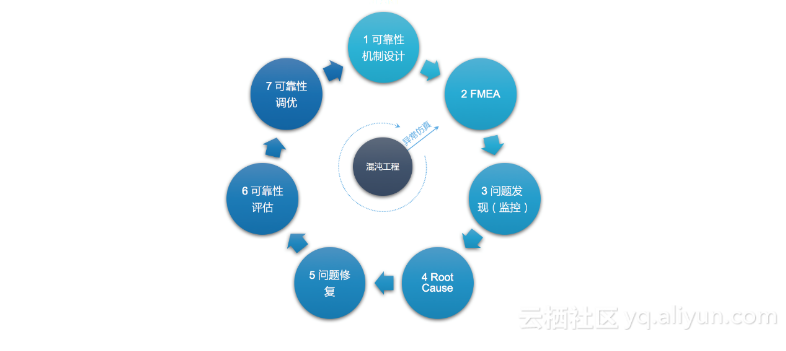 1 可靠性
机制设计
2 FMEA
3 问题发
现（监控）
4 Root
Cause
5 问题修
复
6 可靠性
评估
7 可靠性
调优
混沌工程
异常仿真
云栖社区 yq.aliyun.com